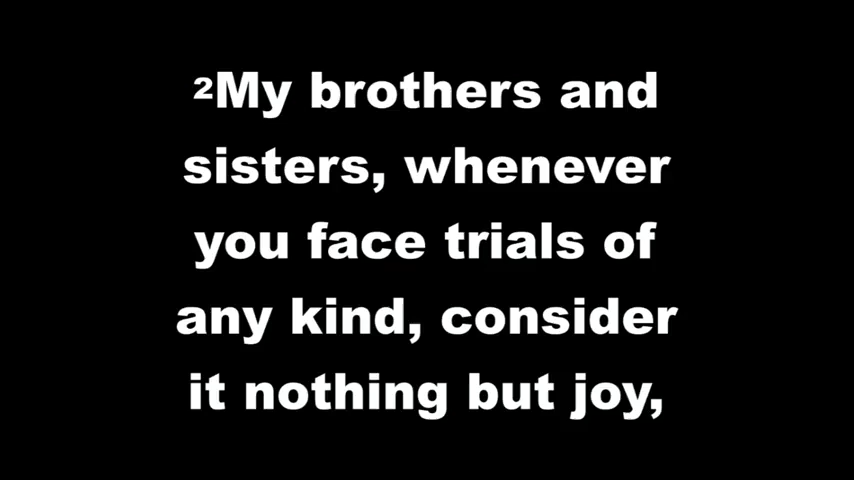 ²My brothers and
sisters, whenever
you face trials of
any kind, consider
it nothing but joy,